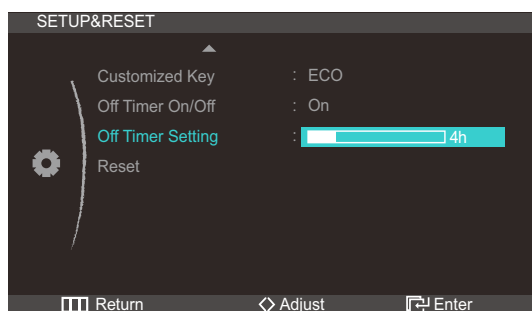 SETUP&RESET
Customized Key : ECO
Off Timer On/Off : On
Off Timer Setting : 4h
Reset
Return Adjust Enter